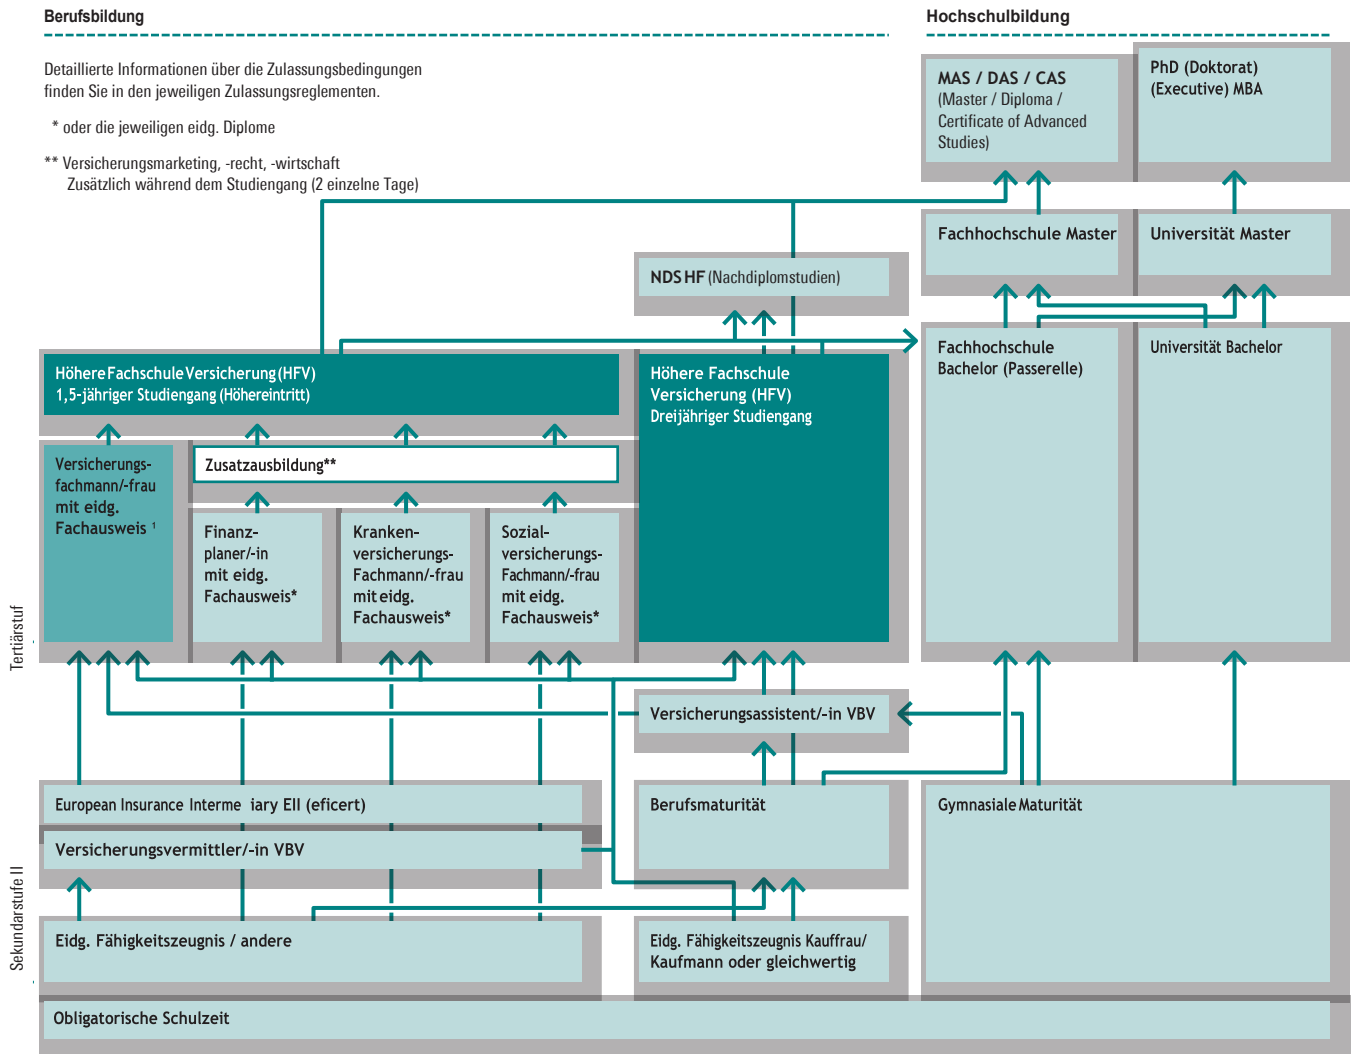 Berufsbildung
Hochschulbildung
Detaillierte Informationen über die Zulassungsbedingungen
finden Sie in den jeweiligen Zulassungsreglementen.
* oder die jeweiligen eidg. Diplome
** Versicherungsmarketing, -recht, -wirtschaft
Zusätzlich während dem Studiengang (2 einzelne Tage)
MAS / DAS / CAS
(Master / Diploma /
Certificate of Advanced
Studies)
PhD (Doktorat)
(Executive) MBA
Fachhochschule Master
Universität Master
NDS HF (Nachdiplomstudien)
Höhere Fachschule Versicherung (HFV)
1,5-jähriger Studiengang (Höhereintritt)
Höhere Fachschule
Versicherung (HFV)
Dreijähriger Studiengang
Fachhochschule
Bachelor (Passerelle)
Universität Bachelor
Versicherungs-
fachmann/-frau
mit eidg.
Fachausweis ¹
Zusatzausbildung**
Finanz-
planer/-in
mit eidg.
Fachausweis*
Kranken-
versicherungs-
Fachmann/-frau
mit eidg.
Fachausweis*
Sozial-
versicherungs-
Fachmann/-frau
mit eidg.
Fachausweis*
Tertiärstuf
Versicherungsassistent/-in VBV
European Insurance Interme iary EII (eficert)
Versicherungsvermittler/-in VBV
Berufsmaturität
Gymnasiale Maturität
Sekundarstufe II
Eidg. Fähigkeitszeugnis / andere
Eidg. Fähigkeitszeugnis Kauffrau/
Kaufmann oder gleichwertig
Obligatorische Schulzeit